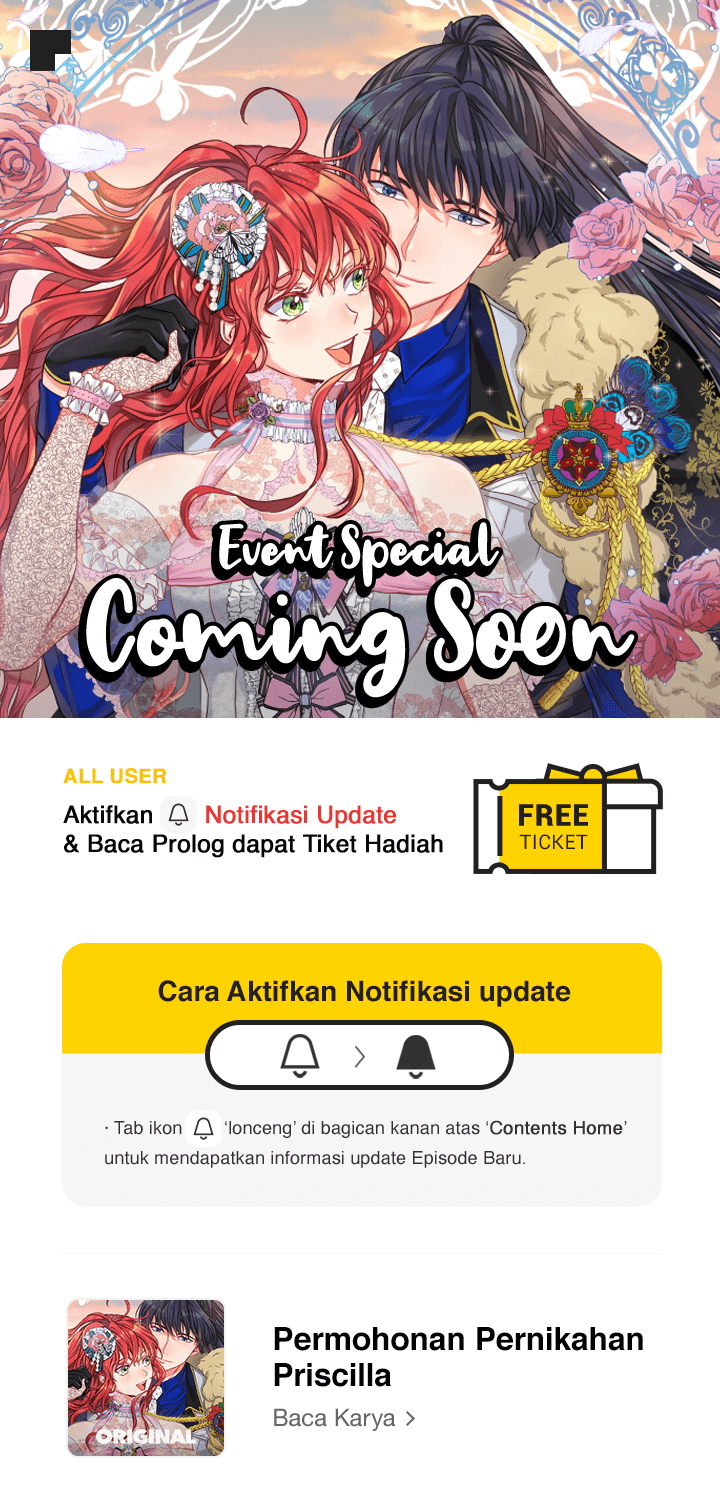 Event Special
Coming Soon
ALL USER
Aktifkan Notifikasi Update
& Baca Prolog dapat Tiket Hadiah
FREE
TICKET
Cara Aktifkan Notifikasi update
· Tab ikon ‘lonceng’ di bagican kanan atas ‘Contents Home’
untuk mendapatkan informasi update Episode Baru.
ORIGINAL
Permohonan Pernikahan
Priscilla
Baca Karya >